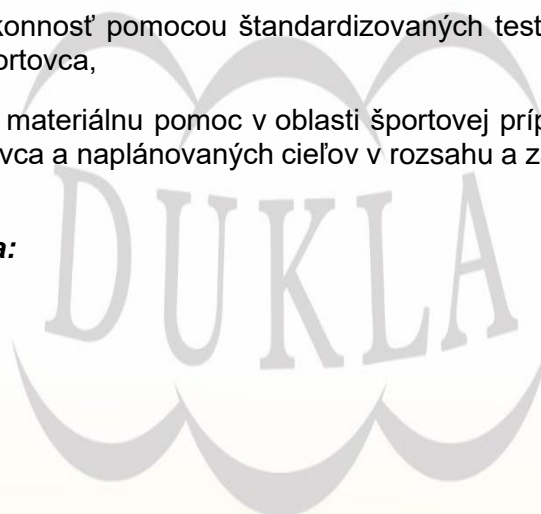 konnosť pomocou štandardizovaných test
ortovca,
materiálnu pomoc v oblasti športovej príp
vca a naplánovaných cieľov v rozsahu a z
a:
DUKLA